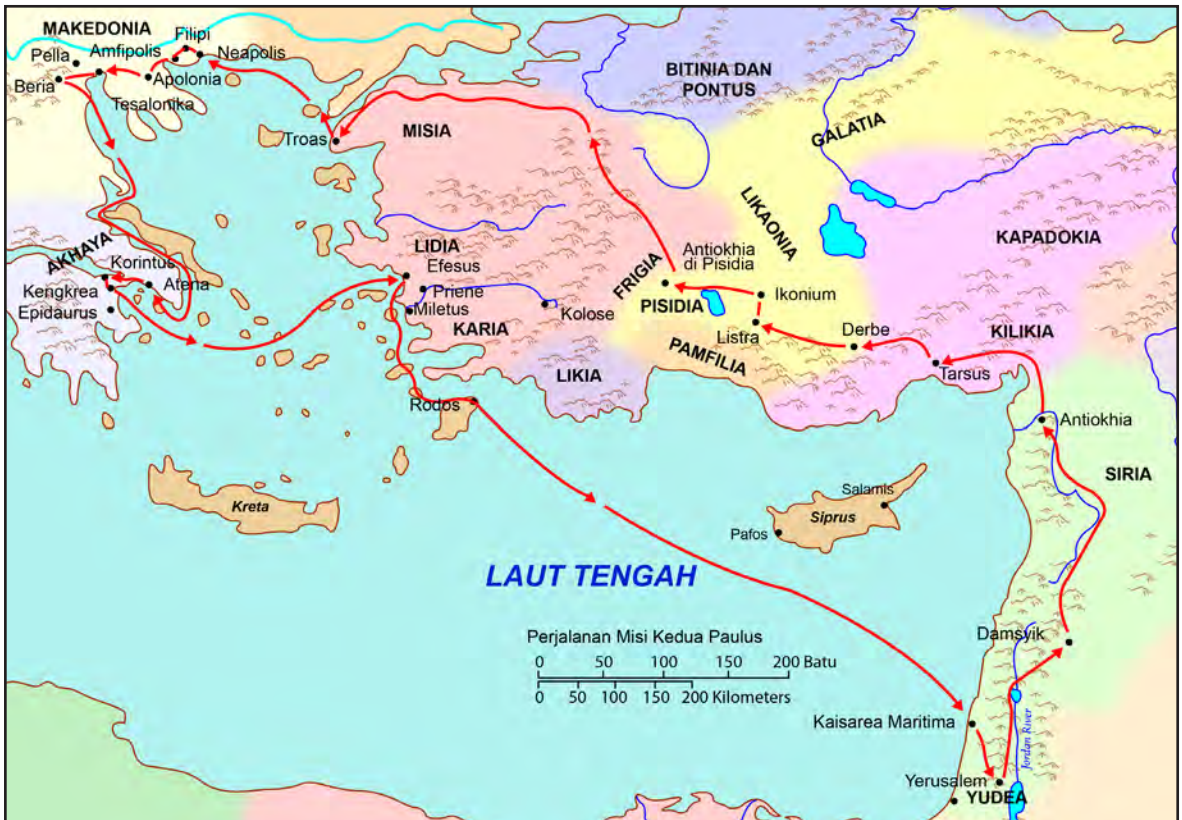 MAKEDONIA
Filipi
Amfipolis
Neapolis
Pella
Apolonia
Beria
Tesalonika
BITINIA DAN
PONTUS
GALATIA
Troas
MISIA
LIKAONIA
KAPADOKIA
AKHAYA
Korintus
Atena
Kengkrea
Epidaurus
LIDIA
Efesus
Priene
Miletus
Kolose
KARIA
FRIGIA
Antiokhia
di Pisidia
PISIDIA
Ikonium
Listra
Derbe
KILIKIA
PAMFILIA
LIKIA
Tarsus
Rodos
Antiokhia
SIRIA
Kreta
Salamis
Siprus
Pafos
LAUT TENGAH
Damsyik
Perjalanan Misi Kedua Paulus
0 50 100 150 200 Batu
0 50 100 150 200 Kilometers
Kaisarea Maritima
Jordan River
Yerusalem
YUDEA